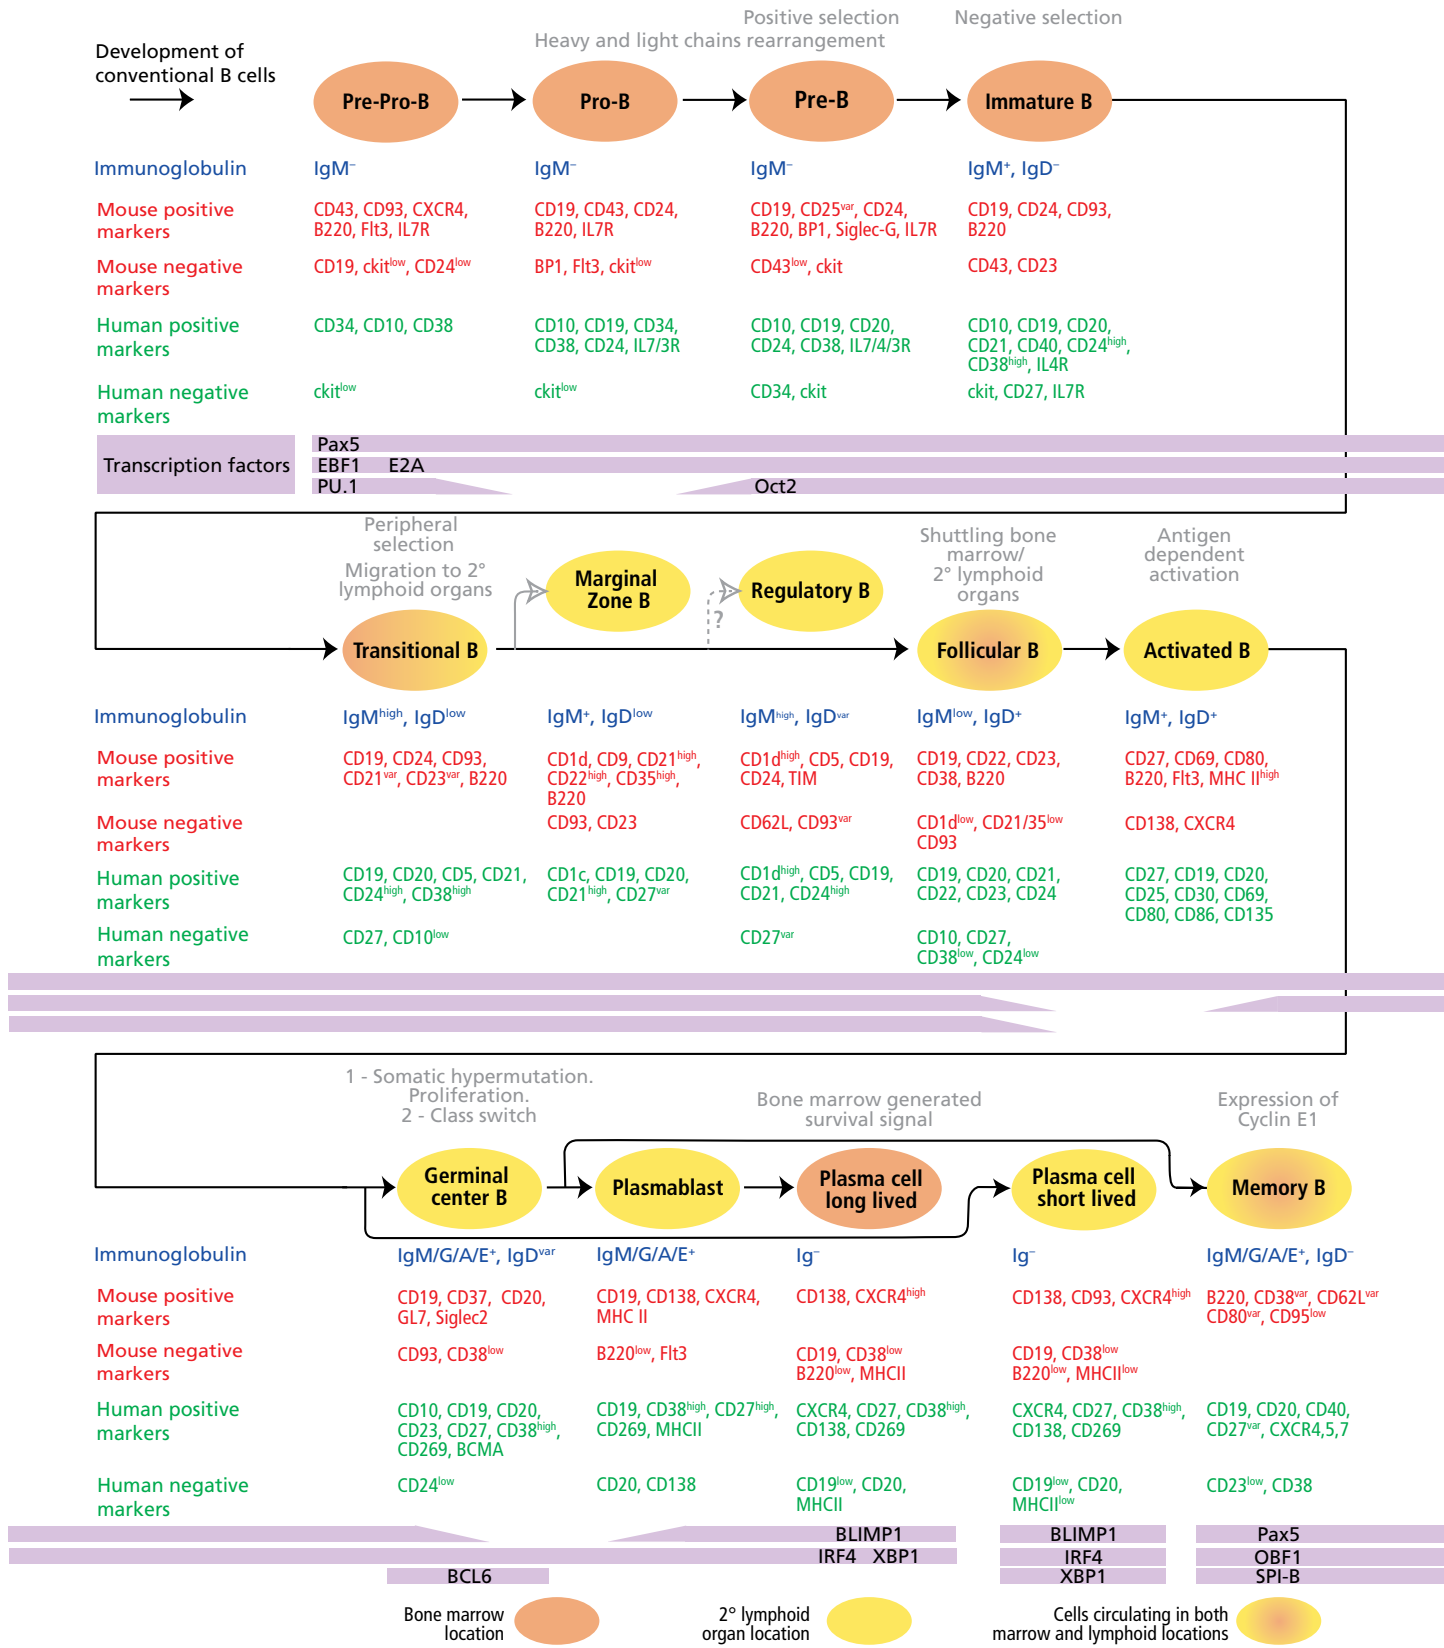 Positive selection
Negative selection
Heavy and light chains rearrangement
Development of
conventional B cells
Pre-Pro-B
Pro-B
Pre-B
Immature B
Immunoglobulin
IgM⁻
IgM⁻
IgM⁻
IgM⁺, IgD⁻
Mouse positive
markers
CD43, CD93, CXCR4,
B220, Flt3, IL7R
CD19, CD43, CD24,
B220, IL7R
CD19, CD25ᵛᵃʳ, CD24,
B220, BP1, Siglec-G, IL7R
CD19, CD24, CD93,
B220
Mouse negative
markers
CD19, ckitˡᵒʷ, CD24ˡᵒʷ
BP1, Flt3, ckitˡᵒʷ
CD43ˡᵒʷ, ckit
CD43, CD23
Human positive
markers
CD34, CD10, CD38
CD10, CD19, CD34,
CD38, CD24, IL7/3R
CD10, CD19, CD20,
CD24, CD38, IL7/4/3R
CD10, CD19, CD20,
CD21, CD40, CD24ʰⁱᵍʰ,
CD38ʰⁱᵍʰ, IL4R
Human negative
markers
ckitˡᵒʷ
ckitˡᵒʷ
CD34, ckit
ckit, CD27, IL7R
Transcription factors
Pax5
EBF1 E2A
PU.1
Oct2
Peripheral
selection
Migration to 2°
lymphoid organs
Shuttling bone
marrow/
2° lymphoid
organs
Antigen
dependent
activation
Marginal
Zone B
Regulatory B
?
Transitional B
Follicular B
Activated B
Immunoglobulin
IgMʰⁱᵍʰ, IgDˡᵒʷ
IgM⁺, IgDˡᵒʷ
IgMʰⁱᵍʰ, IgDᵛᵃʳ
IgMˡᵒʷ, IgD⁺
IgM⁺, IgD⁺
Mouse positive
markers
CD19, CD24, CD93,
CD21ᵛᵃʳ, CD23ᵛᵃʳ, B220
CD1d, CD9, CD21ʰⁱᵍʰ,
CD22ʰⁱᵍʰ, CD35ʰⁱᵍʰ,
B220
CD1dʰⁱᵍʰ, CD5, CD19,
CD24, TIM
CD19, CD22, CD23,
CD38, B220
CD27, CD69, CD80,
B220, Flt3, MHC IIʰⁱᵍʰ
Mouse negative
markers
CD93, CD23
CD62L, CD93ᵛᵃʳ
CD1dˡᵒʷ, CD21/35ˡᵒʷ
CD93
CD138, CXCR4
Human positive
markers
CD19, CD20, CD5, CD21,
CD24ʰⁱᵍʰ, CD38ʰⁱᵍʰ
CD1c, CD19, CD20,
CD21ʰⁱᵍʰ, CD27ᵛᵃʳ
CD1dʰⁱᵍʰ, CD5, CD19,
CD21, CD24ʰⁱᵍʰ
CD19, CD20, CD21,
CD22, CD23, CD24
CD27, CD19, CD20,
CD25, CD30, CD69,
CD80, CD86, CD135
Human negative
markers
CD27, CD10ˡᵒʷ
CD27ᵛᵃʳ
CD10, CD27,
CD38ˡᵒʷ, CD24ˡᵒʷ
1 - Somatic hypermutation.
Proliferation.
2 - Class switch
Bone marrow generated
survival signal
Expression of
Cyclin E1
Germinal
center B
Plasmablast
Plasma cell
long lived
Plasma cell
short lived
Memory B
Immunoglobulin
IgM/G/A/E⁺, IgDᵛᵃʳ
IgM/G/A/E⁺
Ig⁻
Ig⁻
IgM/G/A/E⁺, IgD⁻
Mouse positive
markers
CD19, CD37, CD20,
GL7, Siglec2
CD19, CD138, CXCR4,
MHC II
CD138, CXCR4ʰⁱᵍʰ
CD138, CD93, CXCR4ʰⁱᵍʰ
B220, CD38ᵛᵃʳ, CD62Lᵛᵃʳ
CD80ᵛᵃʳ, CD95ˡᵒʷ
Mouse negative
markers
CD93, CD38ˡᵒʷ
B220ˡᵒʷ, Flt3
CD19, CD38ˡᵒʷ
B220ˡᵒʷ, MHCII
CD19, CD38ˡᵒʷ
B220ˡᵒʷ, MHCIIˡᵒʷ
Human positive
markers
CD10, CD19, CD20,
CD23, CD27, CD38ʰⁱᵍʰ,
CD269, BCMA
CD19, CD38ʰⁱᵍʰ, CD27ʰⁱᵍʰ,
CD269, MHCII
CXCR4, CD27, CD38ʰⁱᵍʰ,
CD138, CD269
CXCR4, CD27, CD38ʰⁱᵍʰ,
CD138, CD269
CD19, CD20, CD40,
CD27ᵛᵃʳ, CXCR4,5,7
Human negative
markers
CD24ˡᵒʷ
CD20, CD138
CD19ˡᵒʷ, CD20,
MHCII
CD19ˡᵒʷ, CD20,
MHCIIˡᵒʷ
CD23ˡᵒʷ, CD38
BLIMP1
BLIMP1
Pax5
IRF4 XBP1
IRF4
OBF1
BCL6
XBP1
SPI-B
Bone marrow
location
2° lymphoid
organ location
Cells circulating in both
marrow and lymphoid locations